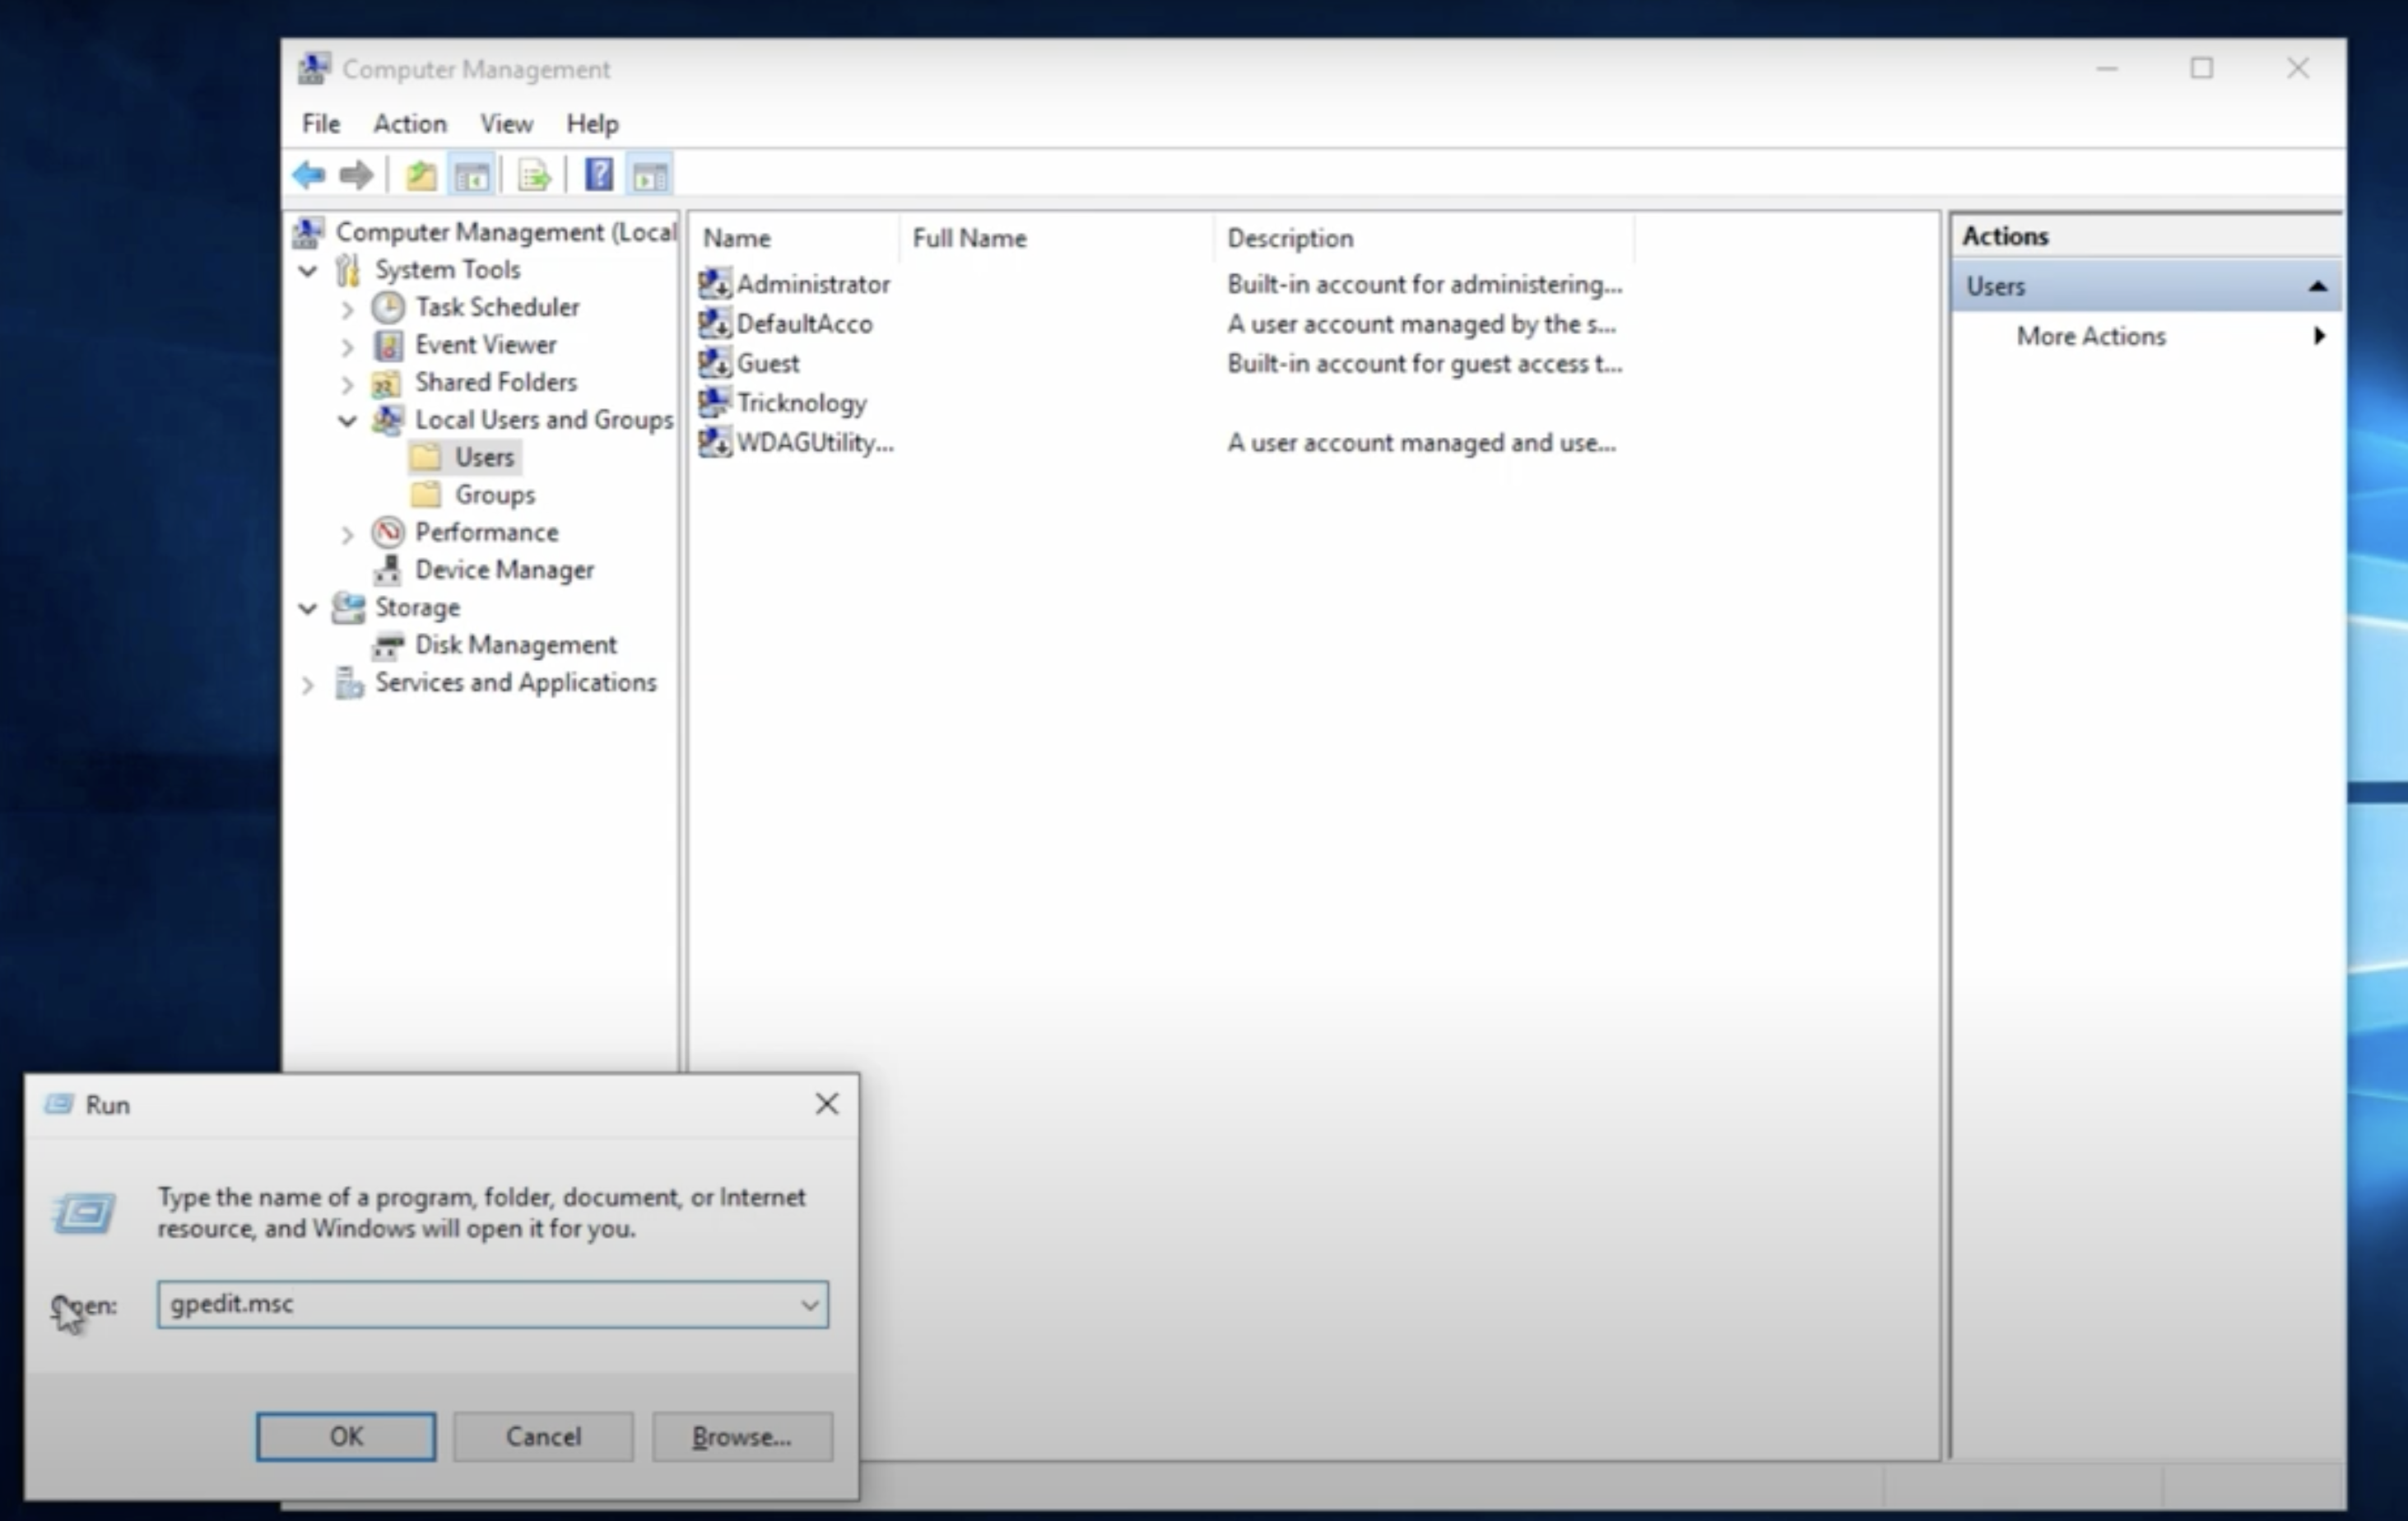 Computer Management
File Action View Help
Computer Management (Local
System Tools
Task Scheduler
Event Viewer
Shared Folders
Local Users and Groups
Users
Groups
Performance
Device Manager
Storage
Disk Management
Services and Applications
Name Full Name Description
Administrator Built-in account for administering...
DefaultAcco A user account managed by the s...
Guest Built-in account for guest access t...
Tricknology
WDAGUtility... A user account managed and use...
Actions
Users
More Actions
Run
Type the name of a program, folder, document, or Internet
resource, and Windows will open it for you.
Open: gpedit.msc
OK Cancel Browse...